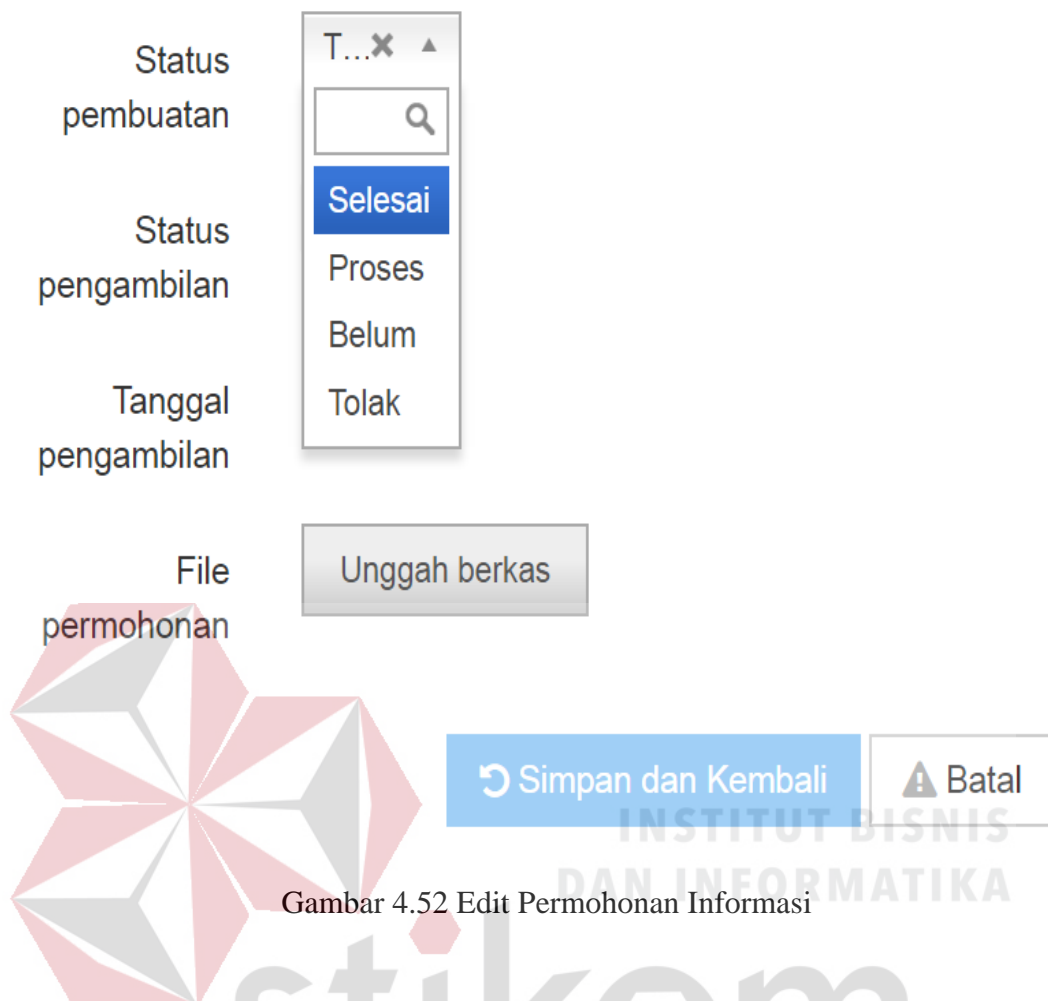 Status
pembuatan
T...
Selesai
Proses
Belum
Tolak
Status
pengambilan
Tanggal
pengambilan
File
permohonan
Unggah berkas
Simpan dan Kembali
Batal
INSTITUT BISNIS
DAN INFORMATIKA
Gambar 4.52 Edit Permohonan Informasi
stikom